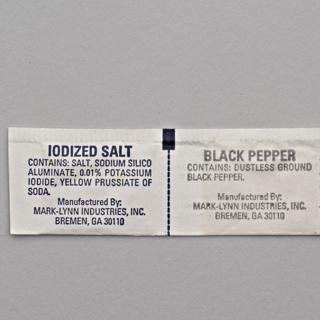 IODIZED SALT
CONTAINS: SALT, SODIUM SILICO
ALUMINATE, 0.01% POTASSIUM
IODIDE, YELLOW PRUSSIATE OF
SODA.
Manufactured By:
MARK-LYNN INDUSTRIES, INC.
BREMEN, GA 30110
BLACK PEPPER
CONTAINS: DUSTLESS GROUND
BLACK PEPPER.
Manufactured By:
MARK-LYNN INDUSTRIES, INC.
BREMEN, GA 30110